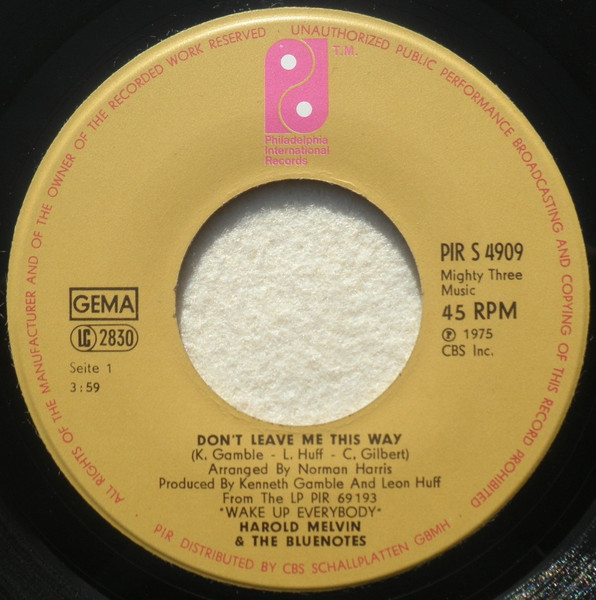 ALL RIGHTS OF THE MANUFACTURER AND OF THE OWNER OF THE RECORDED WORK RESERVED · UNAUTHORIZED PUBLIC PERFORMANCE BROADCASTING AND COPYING OF THIS RECORD PROHIBITED
T.M.
Philadelphia
International
Records
PIR S 4909
Mighty Three
Music
45 RPM
Ⓟ 1975
CBS Inc.
GEMA
LC 2830
Seite 1
3:59
DON'T LEAVE ME THIS WAY
(K. Gamble - L. Huff - C. Gilbert)
Arranged By Norman Harris
Produced By Kenneth Gamble And Leon Huff
From The LP PIR 69193
"WAKE UP EVERYBODY"
HAROLD MELVIN
& THE BLUENOTES
· PIR DISTRIBUTED BY CBS SCHALLPLATTEN GBMH ·